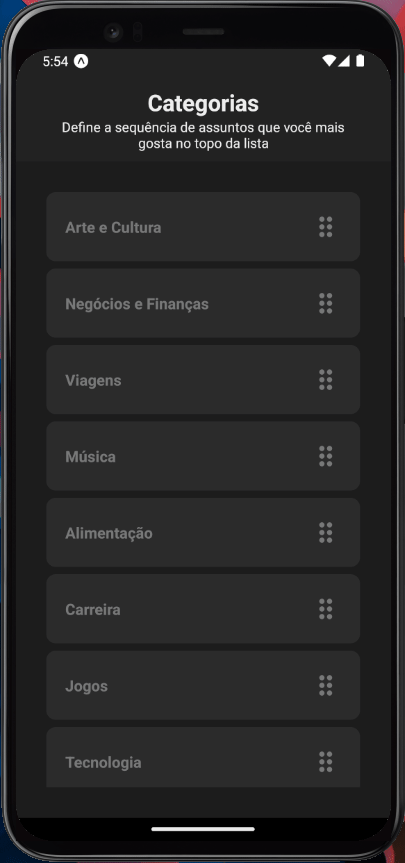 5:54
Categorias
Define a sequência de assuntos que você mais
gosta no topo da lista
Arte e Cultura
Negócios e Finanças
Viagens
Música
Alimentação
Carreira
Jogos
Tecnologia